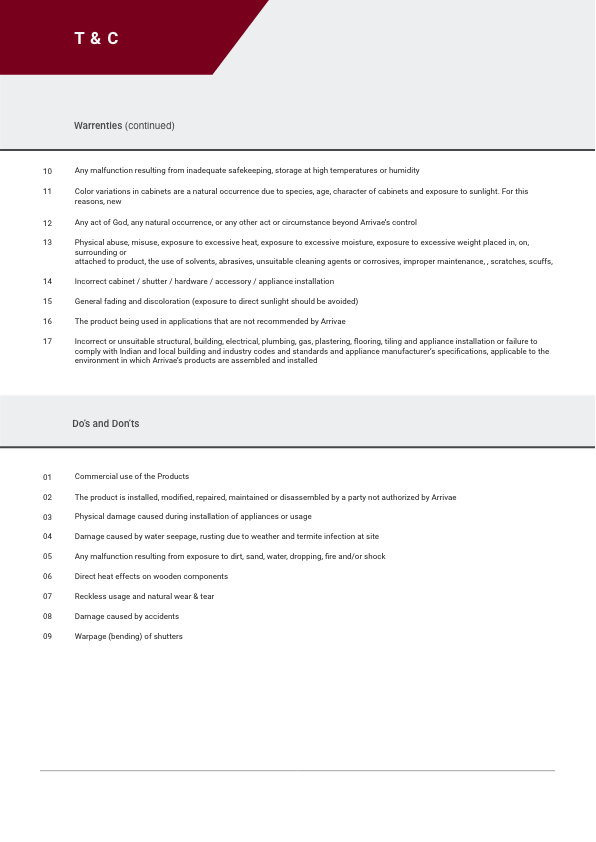 T & C
Warrenties (continued)
10 Any malfunction resulting from inadequate safekeeping, storage at high temperatures or humidity
11 Color variations in cabinets are a natural occurrence due to species, age, character of cabinets and exposure to sunlight. For this
reasons, new
12 Any act of God, any natural occurrence, or any other act or circumstance beyond Arrivae's control
13 Physical abuse, misuse, exposure to excessive heat, exposure to excessive moisture, exposure to excessive weight placed in, on,
surrounding or
attached to product, the use of solvents, abrasives, unsuitable cleaning agents or corrosives, improper maintenance, , scratches, scuffs,
14 Incorrect cabinet / shutter / hardware / accessory / appliance installation
15 General fading and discoloration (exposure to direct sunlight should be avoided)
16 The product being used in applications that are not recommended by Arrivae
17 Incorrect or unsuitable structural, building, electrical, plumbing, gas, plastering, flooring, tiling and appliance installation or failure to
comply with Indian and local building and industry codes and standards and appliance manufacturer's specifications, applicable to the
environment in which Arrivae's products are assembled and installed
Do's and Don'ts
01 Commercial use of the Products
02 The product is installed, modified, repaired, maintained or disassembled by a party not authorized by Arrivae
03 Physical damage caused during installation of appliances or usage
04 Damage caused by water seepage, rusting due to weather and termite infection at site
05 Any malfunction resulting from exposure to dirt, sand, water, dropping, fire and/or shock
06 Direct heat effects on wooden components
07 Reckless usage and natural wear & tear
08 Damage caused by accidents
09 Warpage (bending) of shutters